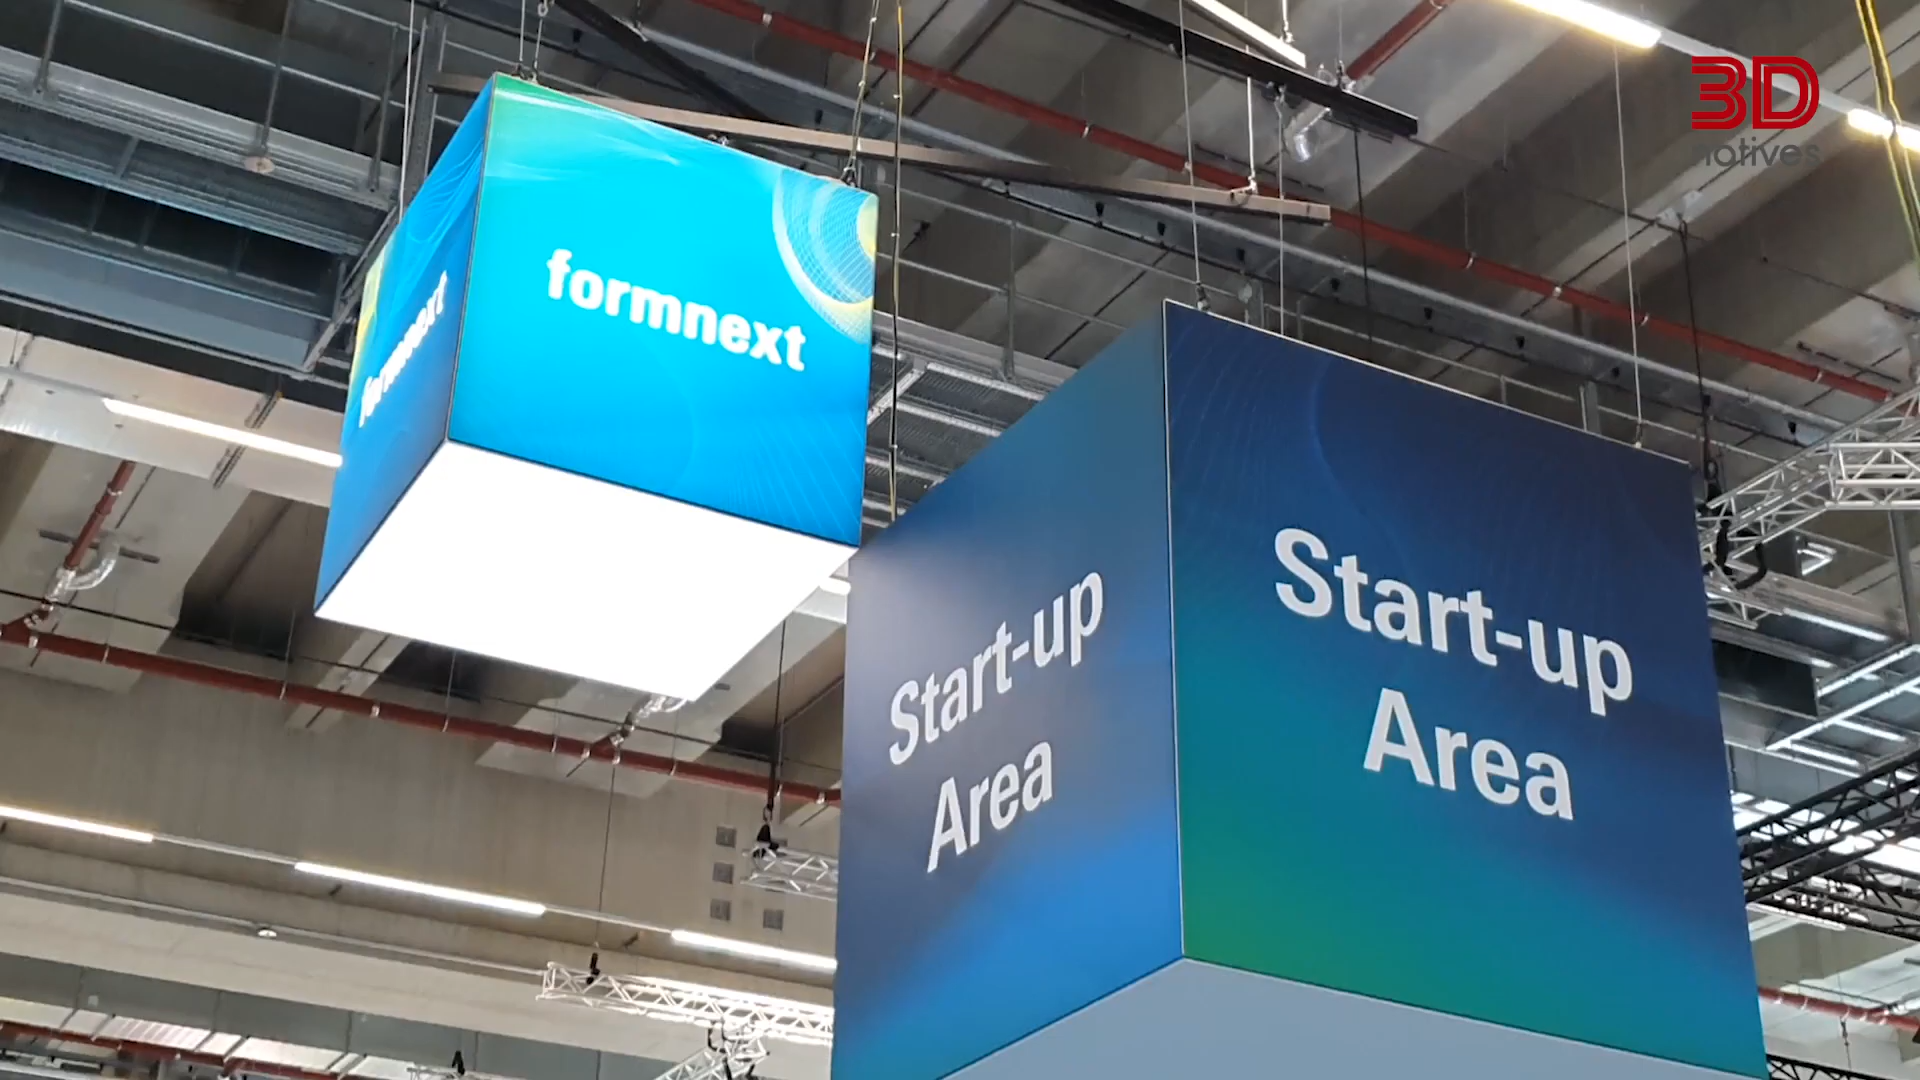 3D
natives
formnext
formnext
Start-up
Area
Start-up
Area